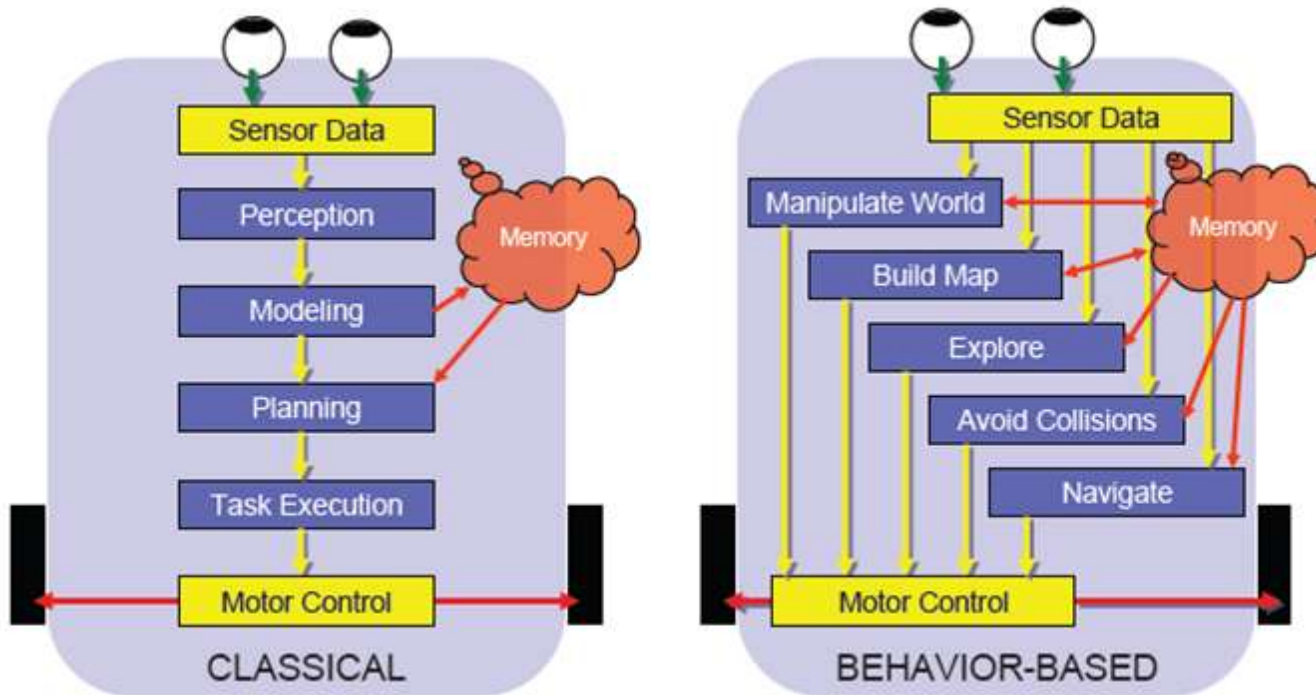 Sensor Data
Perception
Memory
Modeling
Planning
Task Execution
Motor Control
CLASSICAL
Sensor Data
Manipulate World
Memory
Build Map
Explore
Avoid Collisions
Navigate
Motor Control
BEHAVIOR-BASED